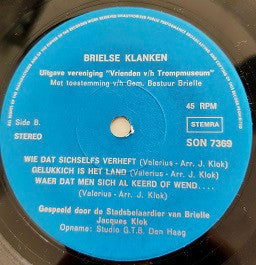 BRIELSE KLANKEN
Uitgave vereniging "Vrienden v/h Trompmuseum"
Met toestemming v/h Gem. Bestuur Brielle
45 RPM
Side B.
STEREO
STEMRA
SON 7369
WIE DAT SICHSELFS VERHEFT (Valerius - Arr. J. Klok)
GELUKKICH IS HET LAND (Valerius - Arr. J. Klok)
WAER DAT MEN SICH AL KEERD OF WEND....
(Valerius - Arr. J. Klok)
Gespeeld door de Stadsbeiaardier van Brielle
Jacques Klok
Opname: Studio G.T.B. Den Haag